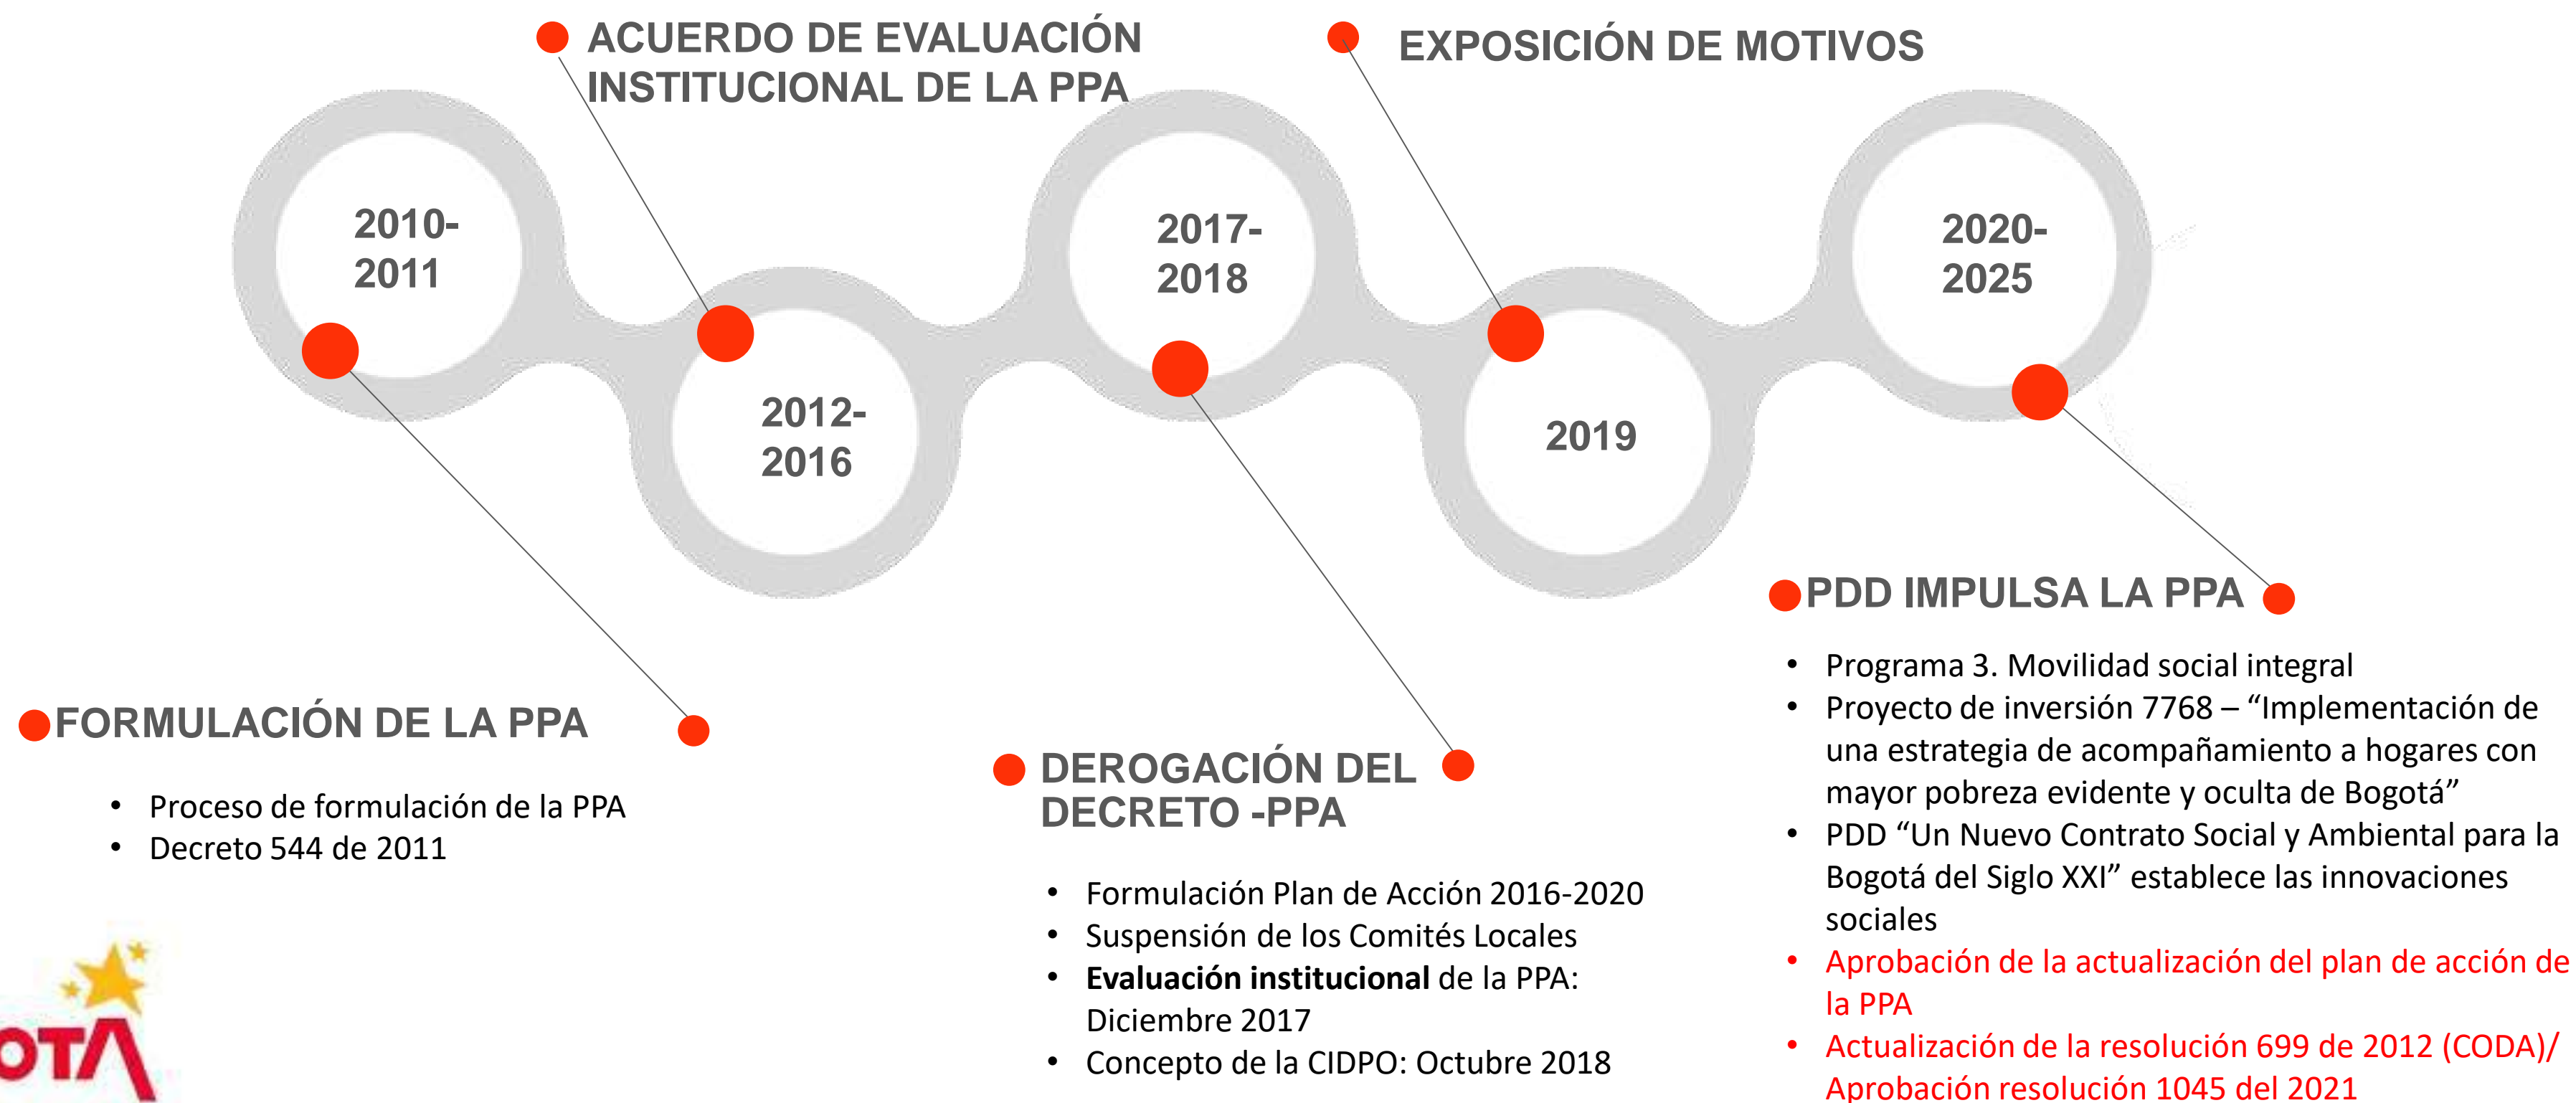 ACUERDO DE EVALUACIÓN
INSTITUCIONAL DE LA PPA
EXPOSICIÓN DE MOTIVOS
2010-
2011
2012-
2016
2017-
2018
2019
2020-
2025
FORMULACIÓN DE LA PPA
• Proceso de formulación de la PPA
• Decreto 544 de 2011
DEROGACIÓN DEL
DECRETO -PPA
• Formulación Plan de Acción 2016-2020
• Suspensión de los Comités Locales
• Evaluación institucional de la PPA:
Diciembre 2017
• Concepto de la CIDPO: Octubre 2018
PDD IMPULSA LA PPA
• Programa 3. Movilidad social integral
• Proyecto de inversión 7768 – “Implementación de
una estrategia de acompañamiento a hogares con
mayor pobreza evidente y oculta de Bogotá”
• PDD “Un Nuevo Contrato Social y Ambiental para la
Bogotá del Siglo XXI” establece las innovaciones
sociales
• Aprobación de la actualización del plan de acción de
la PPA
• Actualización de la resolución 699 de 2012 (CODA)/
Aprobación resolución 1045 del 2021
OTA